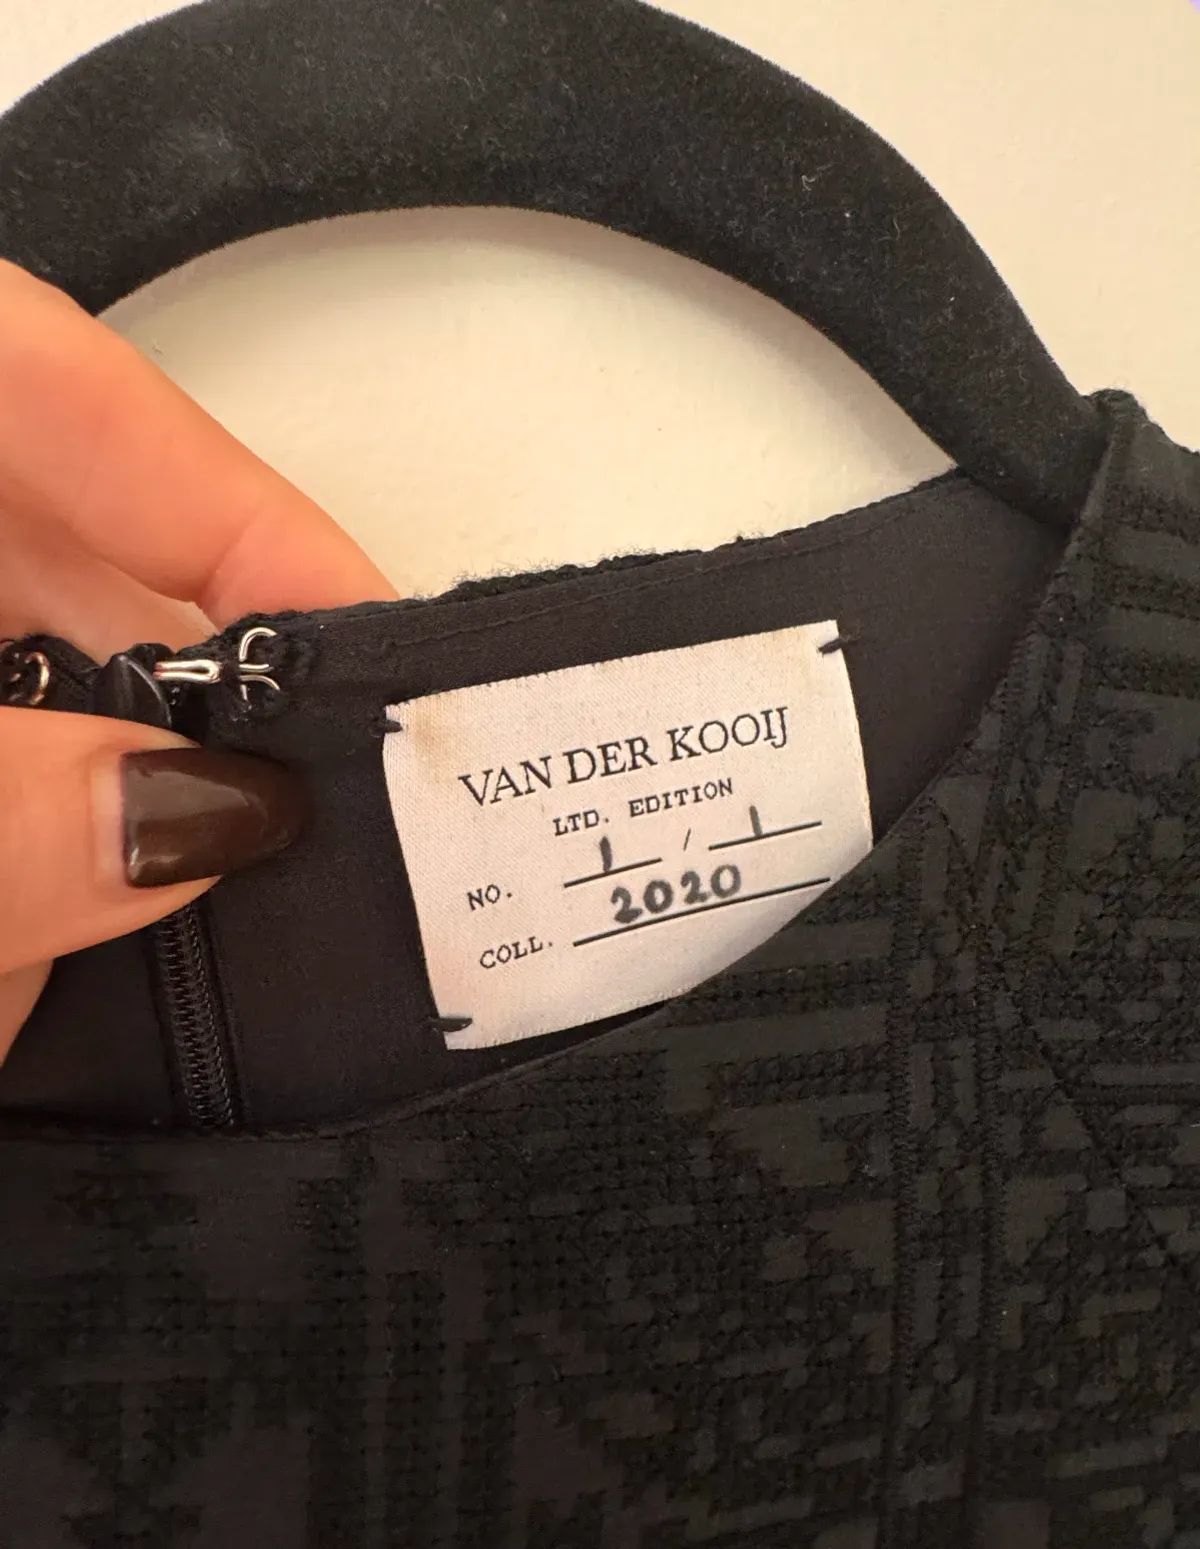 VAN DER KOOIJ
LTD. EDITION
NO. 1 / 1
COLL. 2020